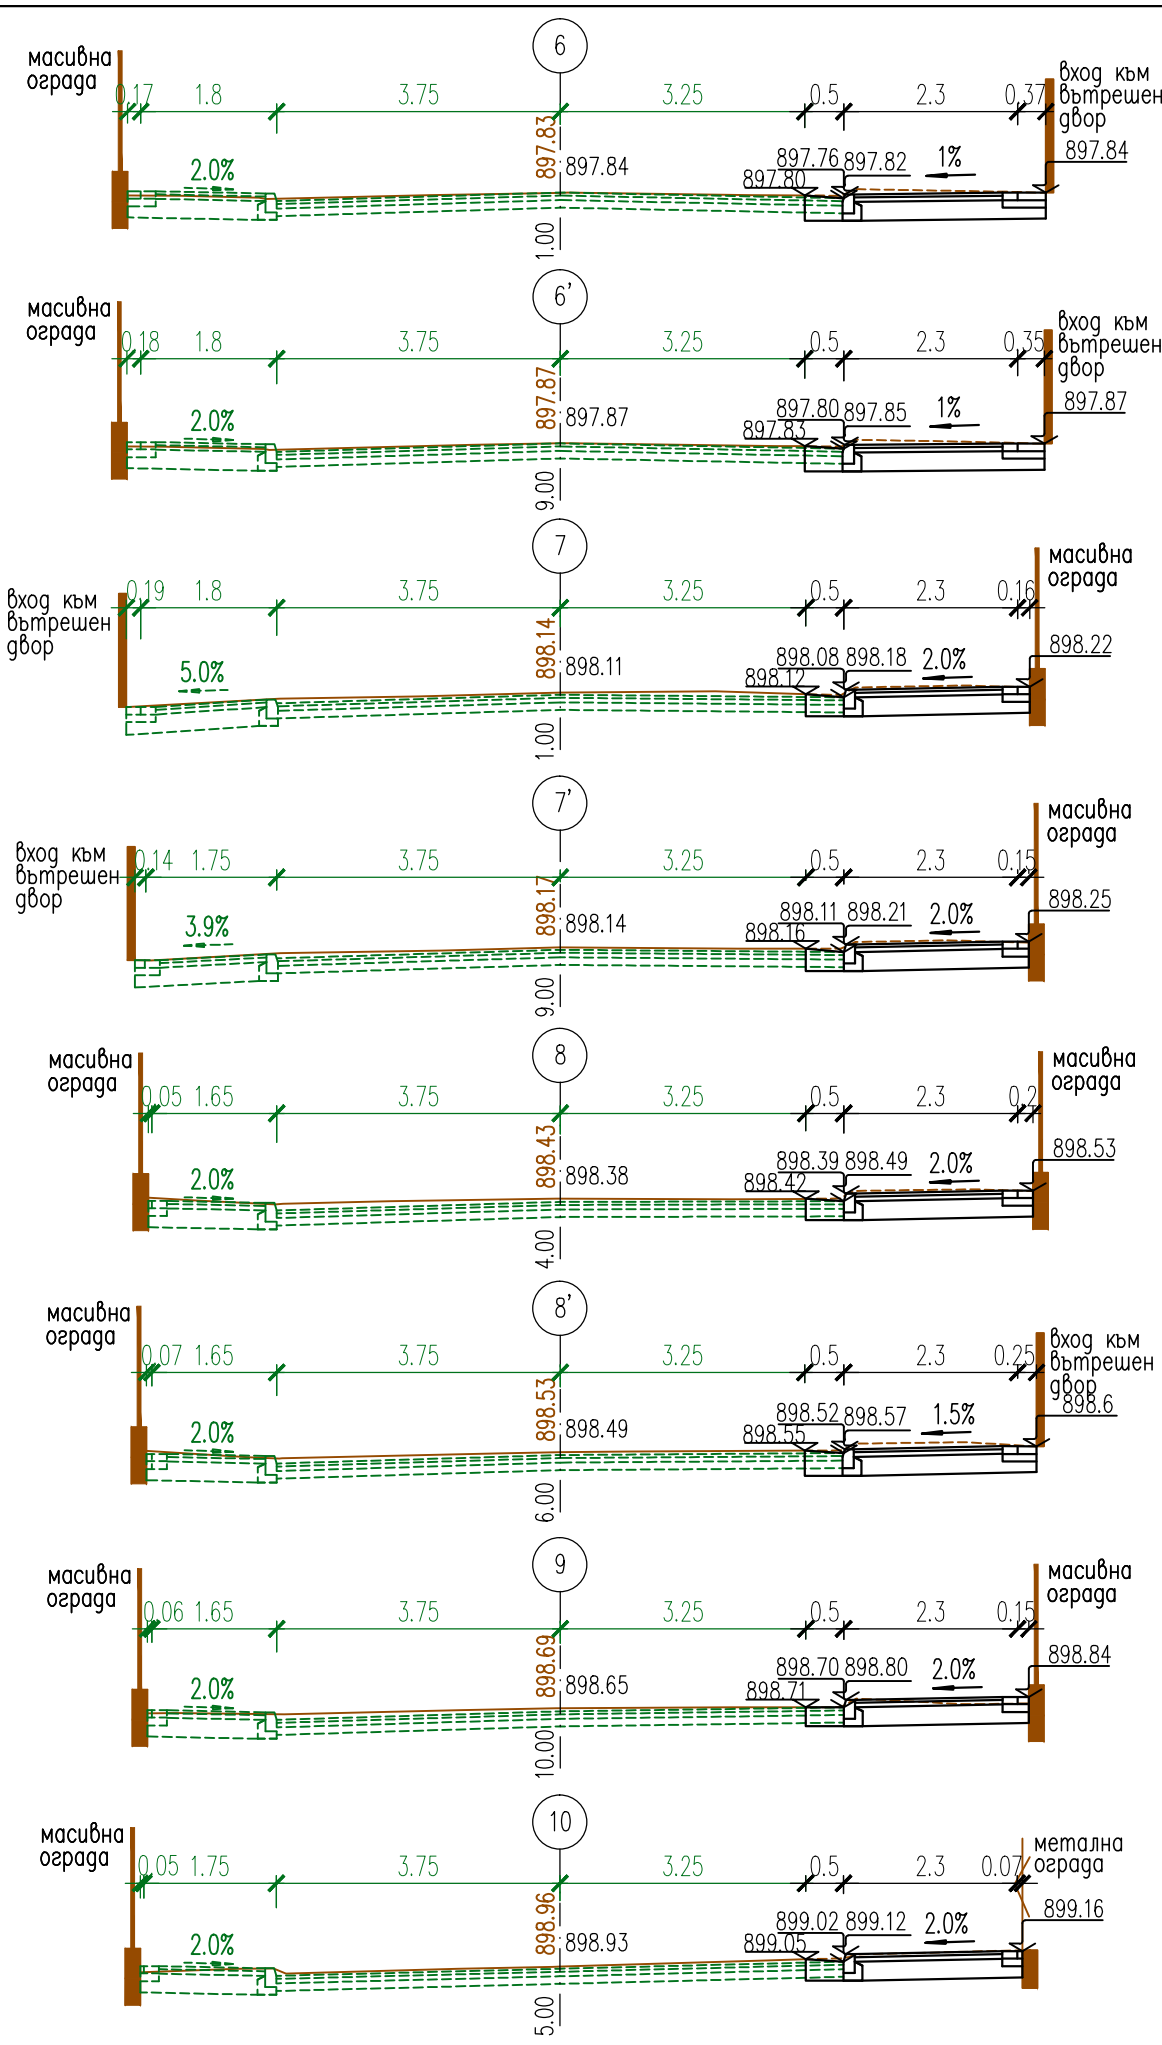 6
масивна
ограда
вход към
вътрешен
двор
0.17 1.8 3.75 3.25 0.5 2.3 0.37
897.83
897.84
897.76 897.82 1% 897.84
897.80
2.0%
1.00
6'
масивна
ограда
вход към
вътрешен
двор
0.18 1.8 3.75 3.25 0.5 2.3 0.35
897.87
897.87
897.80 897.85 1% 897.87
897.83
2.0%
9.00
7
вход към
вътрешен
двор
масивна
ограда
0.19 1.8 3.75 3.25 0.5 2.3 0.16
898.14
898.11
898.08 898.18 2.0% 898.22
898.12
5.0%
1.00
7'
вход към
вътрешен
двор
масивна
ограда
0.14 1.75 3.75 3.25 0.5 2.3 0.15
898.17
898.14
898.11 898.21 2.0% 898.25
898.16
3.9%
9.00
8
масивна
ограда
масивна
ограда
0.05 1.65 3.75 3.25 0.5 2.3 0.2
898.43
898.38
898.39 898.49 2.0% 898.53
898.42
2.0%
4.00
8'
масивна
ограда
вход към
вътрешен
двор
0.07 1.65 3.75 3.25 0.5 2.3 0.25
898.53
898.49
898.52 898.57 1.5% 898.6
898.55
2.0%
6.00
9
масивна
ограда
масивна
ограда
0.06 1.65 3.75 3.25 0.5 2.3 0.15
898.69
898.65
898.70 898.80 2.0% 898.84
898.71
2.0%
10.00
10
масивна
ограда
метална
ограда
0.05 1.75 3.75 3.25 0.5 2.3 0.07
898.96
898.93
899.02 899.12 2.0% 899.16
899.05
2.0%
5.00